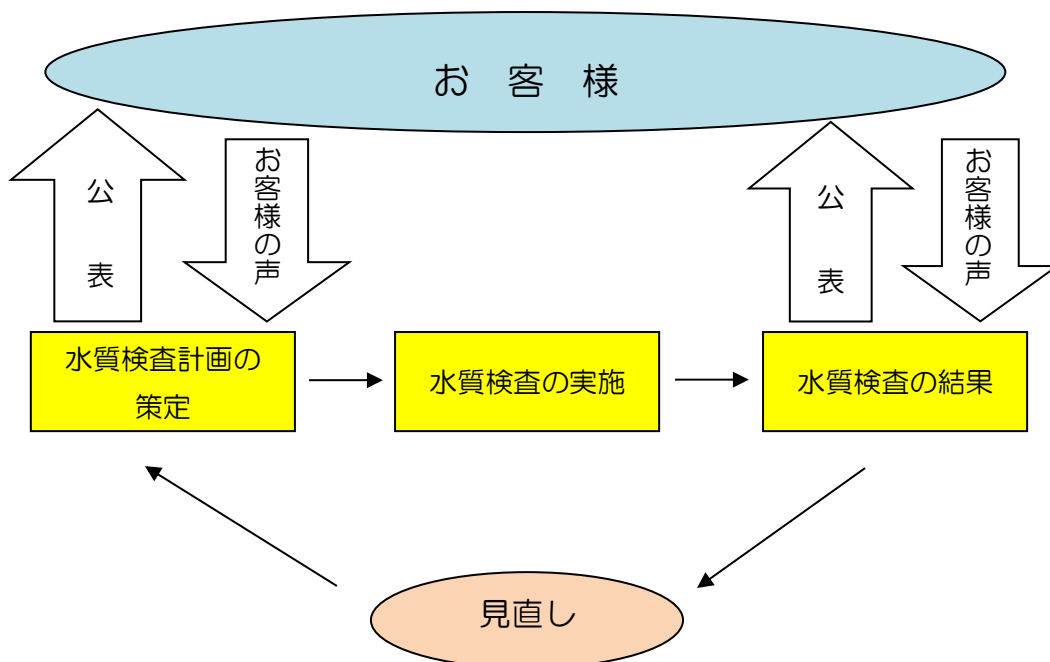 お 客 様
公 表
お客様の声
公 表
お客様の声
水質検査計画の
策定
水質検査の実施
水質検査の結果
見直し